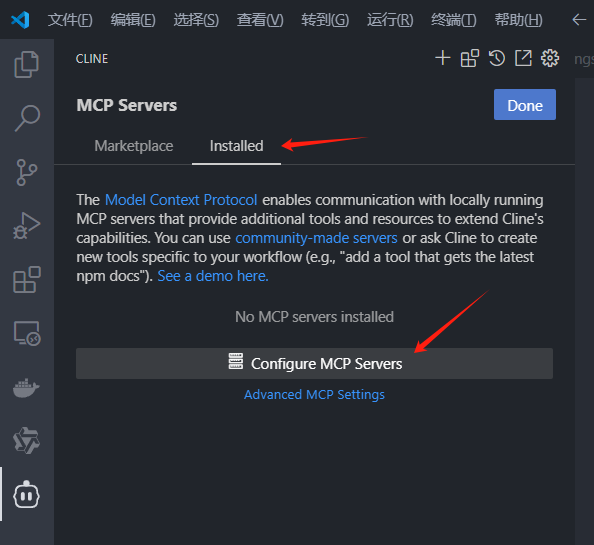 文件(F) 编辑(E) 选择(S) 查看(V) 转到(G) 运行(R) 终端(T) 帮助(H)
CLINE
MCP Servers
Done
Marketplace Installed
The Model Context Protocol enables communication with locally running
MCP servers that provide additional tools and resources to extend Cline's
capabilities. You can use community-made servers or ask Cline to create
new tools specific to your workflow (e.g., "add a tool that gets the latest
npm docs"). See a demo here.
No MCP servers installed
Configure MCP Servers
Advanced MCP Settings